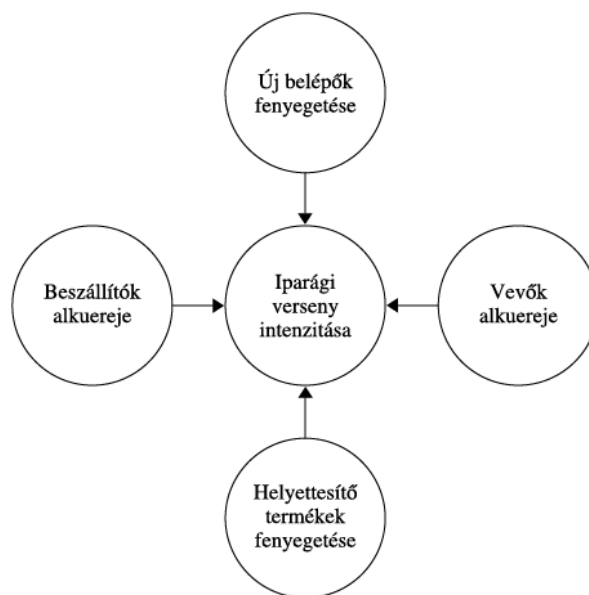 Új belépők
fenyegetése
Beszállítók
alkuereje
Iparági
verseny
intenzitása
Vevők
alkuereje
Helyettesítő
termékek
fenyegetése